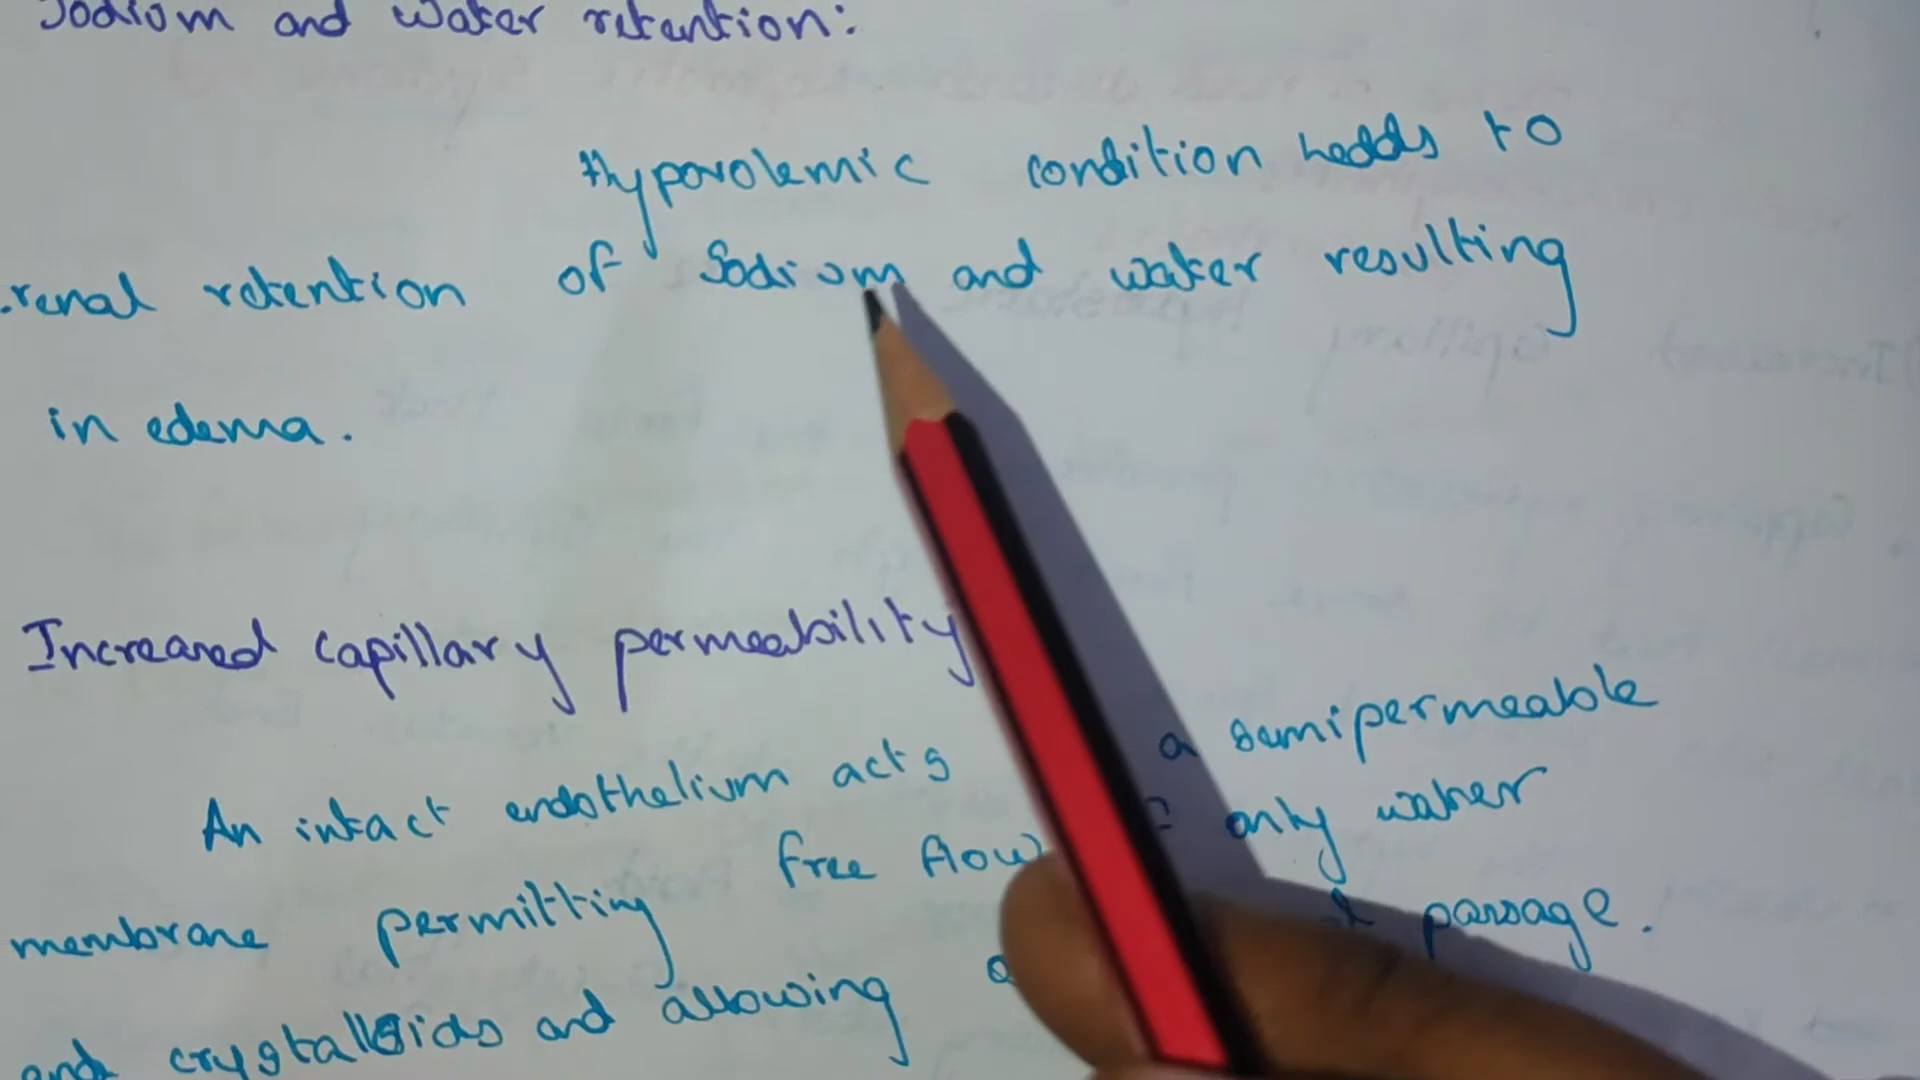 Sodium and water retention:
Hypovolemic condition leads to
renal retention of Sodium and water resulting
in edema.
Increased capillary permeability
An intact endothelium acts a semipermeable
membrane permitting free flow only water
and crystalloids and allowing passage.